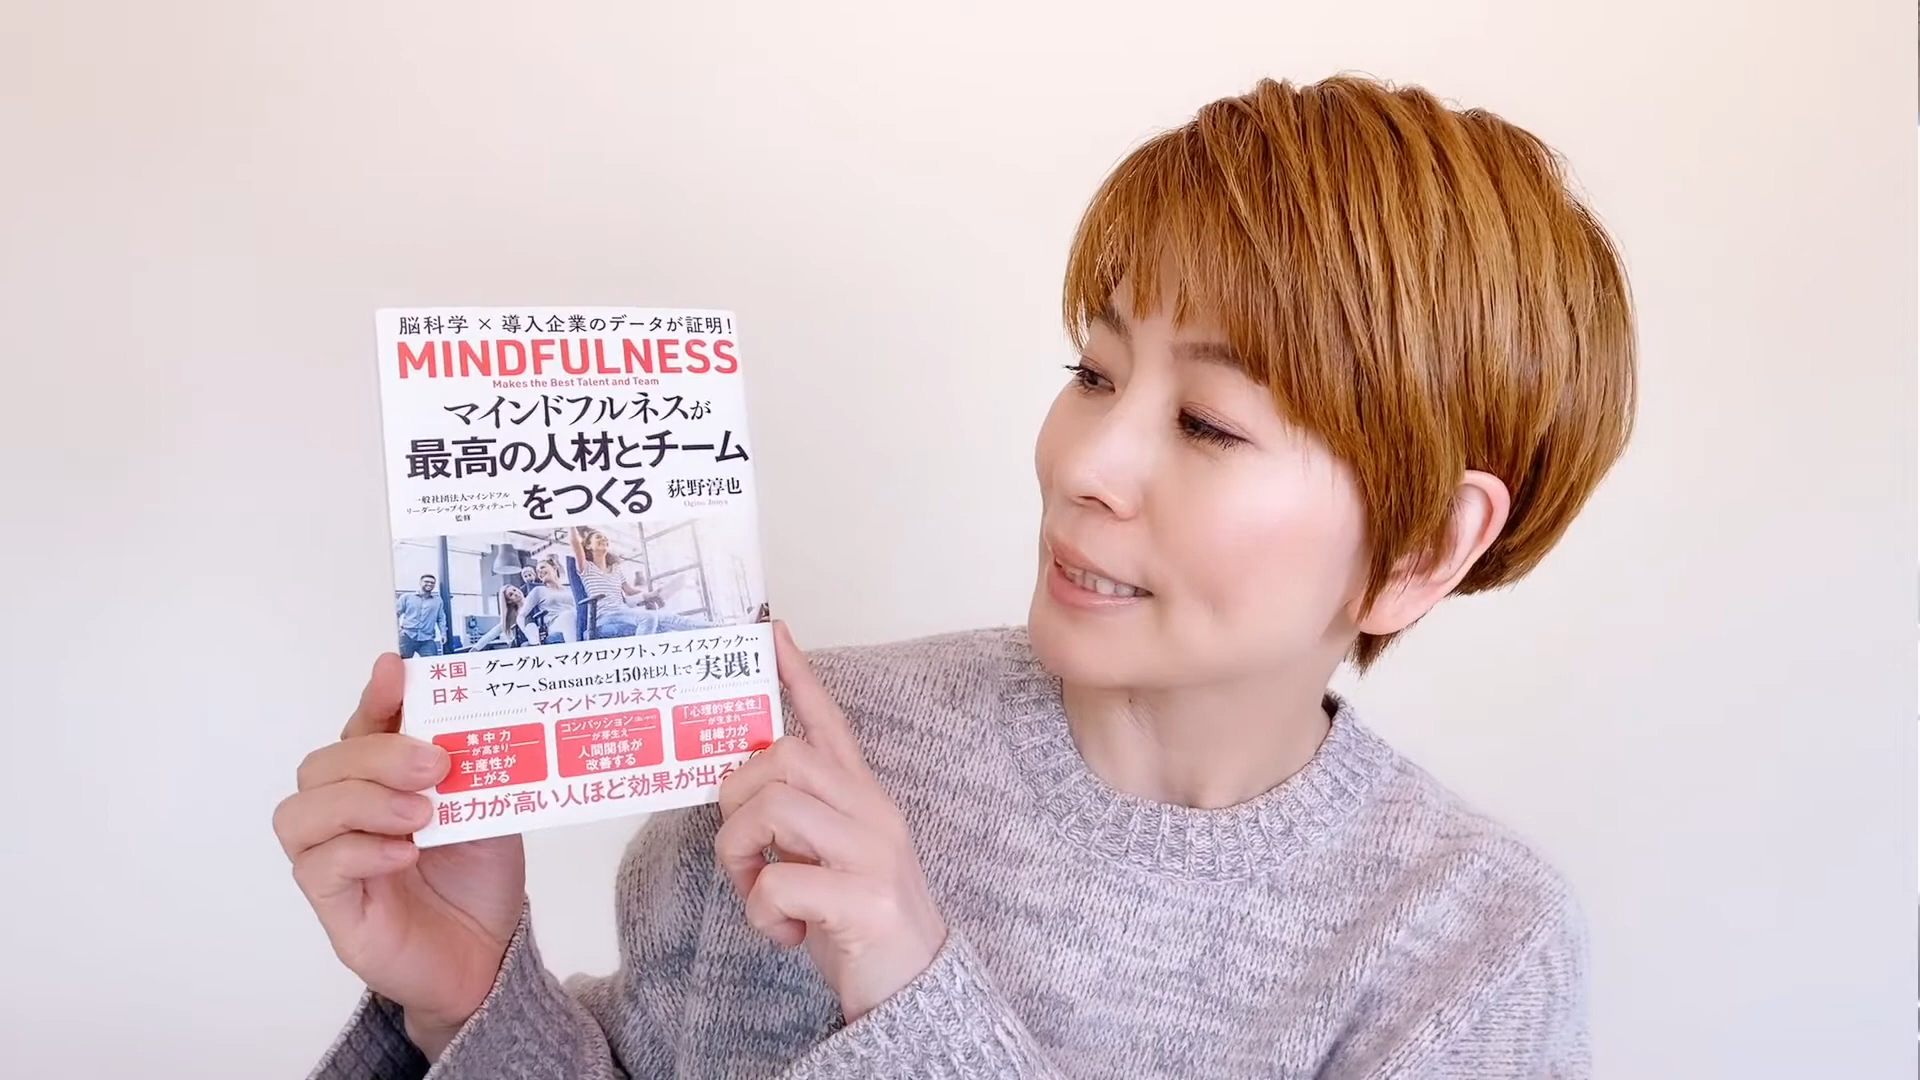 脳科学×導入企業のデータが証明!
MINDFULNESS
Makes the Best Talent and Team
マインドフルネスが
最高の人材とチーム
をつくる
荻野淳也
Ogino Junya
一般社団法人マインドフル
リーダーシップインスティテュート
監修
米国─グーグル、マイクロソフト、フェイスブック…
日本─ヤフー、Sansanなど150社以上で実践!
マインドフルネスで
集中力
が高まり
生産性が
上がる
コンパッション
が芽生え
人間関係が
改善する
「心理的安全性」
が生まれ
組織力が
向上する
能力が高い人ほど効果が出る!